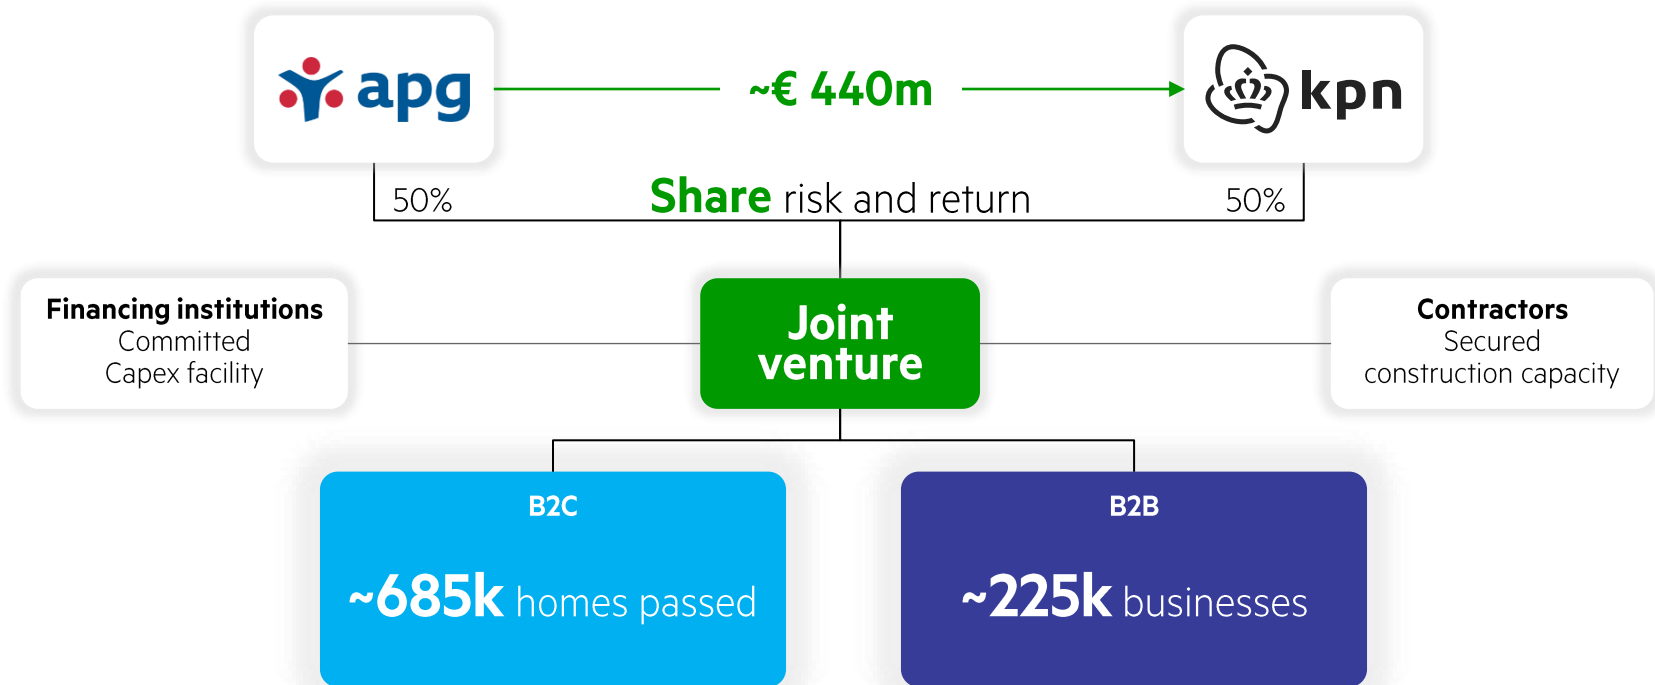 apg
~€ 440m
kpn
50%
Share risk and return
50%
Financing institutions
Committed
Capex facility
Joint
venture
Contractors
Secured
construction capacity
B2C
~685k homes passed
B2B
~225k businesses